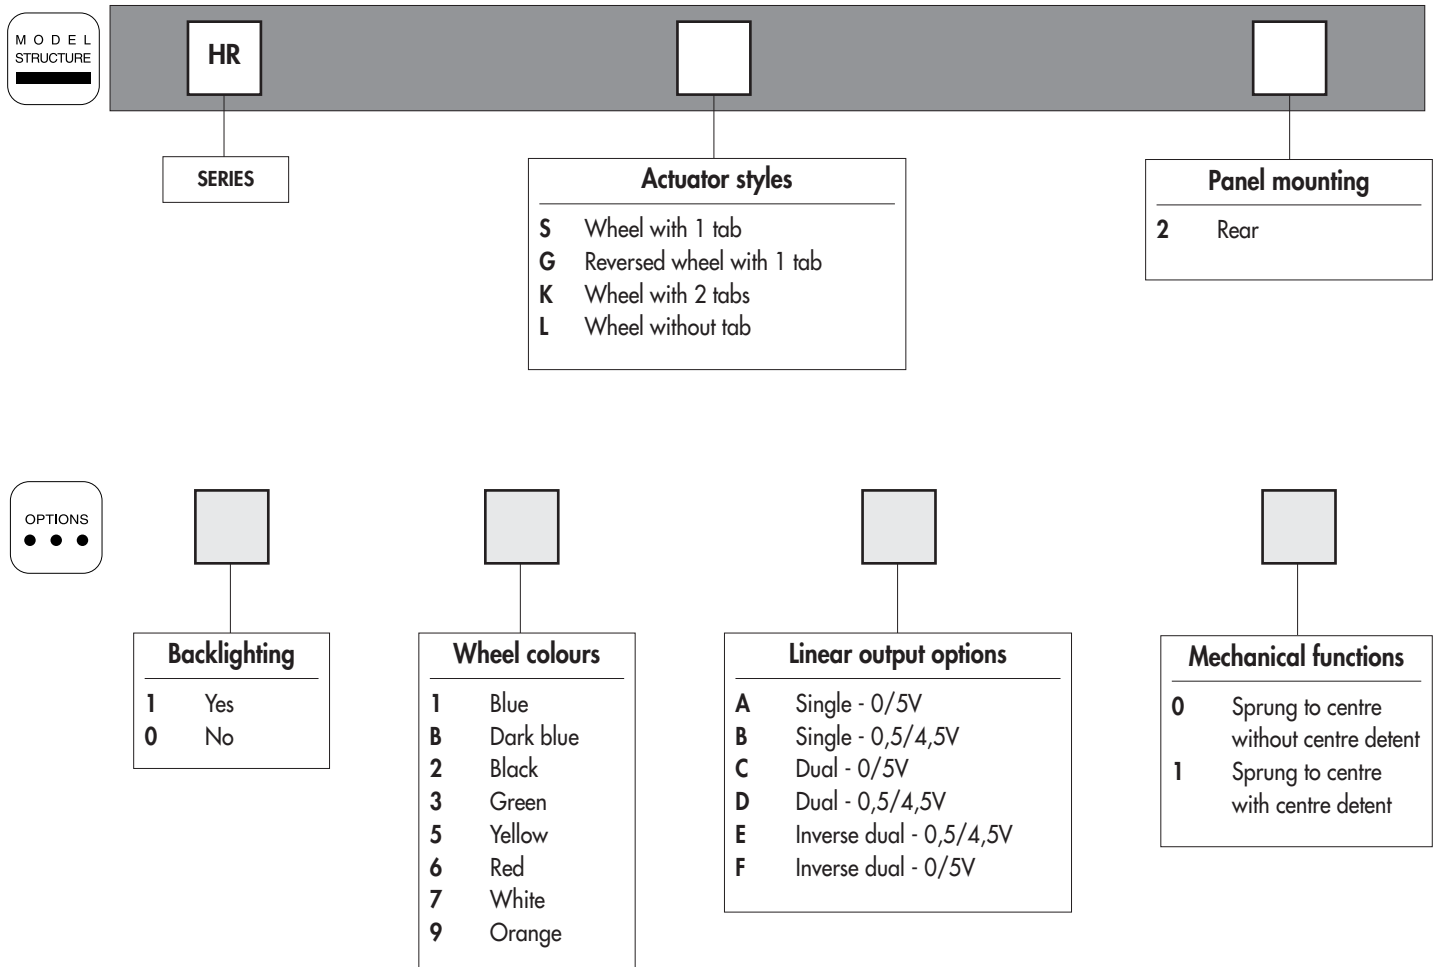 MODEL
STRUCTURE
HR
SERIES
Actuator styles
S Wheel with 1 tab
G Reversed wheel with 1 tab
K Wheel with 2 tabs
L Wheel without tab
Panel mounting
2 Rear
OPTIONS
Backlighting
1 Yes
0 No
Wheel colours
1 Blue
B Dark blue
2 Black
3 Green
5 Yellow
6 Red
7 White
9 Orange
Linear output options
A Single - 0/5V
B Single - 0,5/4,5V
C Dual - 0/5V
D Dual - 0,5/4,5V
E Inverse dual - 0,5/4,5V
F Inverse dual - 0/5V
Mechanical functions
0 Sprung to centre
without centre detent
1 Sprung to centre
with centre detent